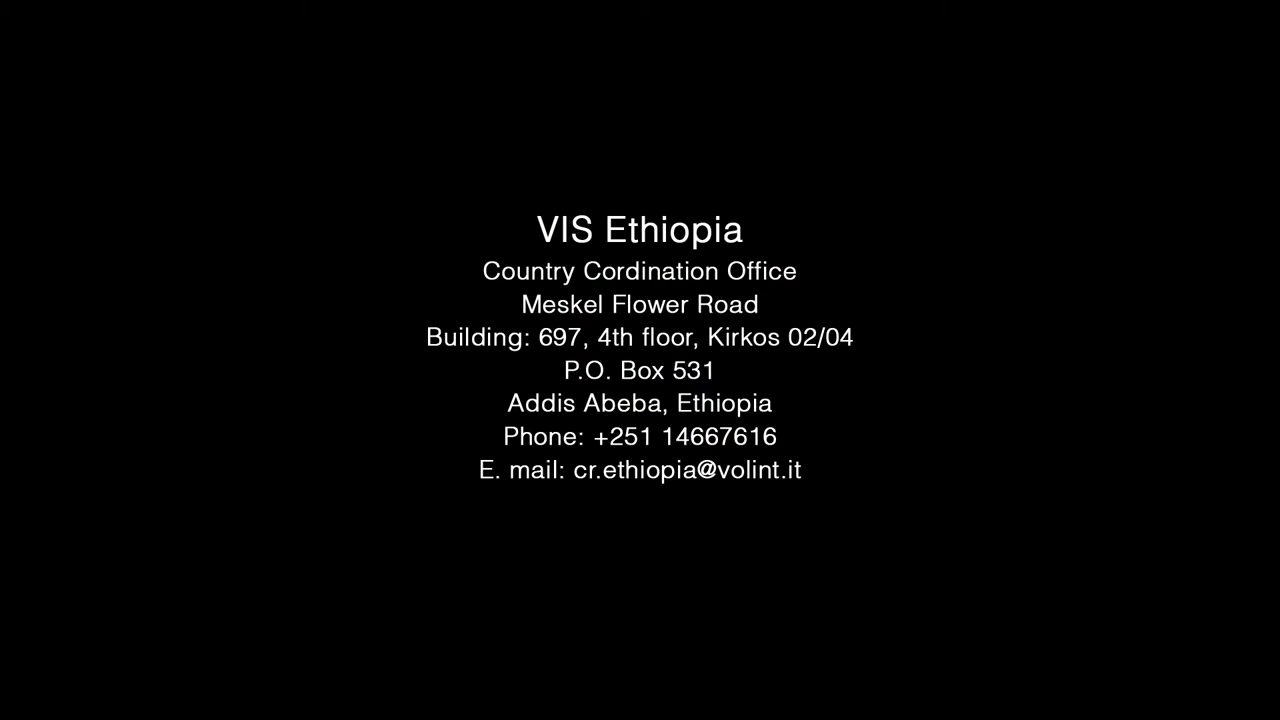 VIS Ethiopia
Country Cordination Office
Meskel Flower Road
Building: 697, 4th floor, Kirkos 02/04
P.O. Box 531
Addis Abeba, Ethiopia
Phone: +251 14667616
E. mail: cr.ethiopia@volint.it